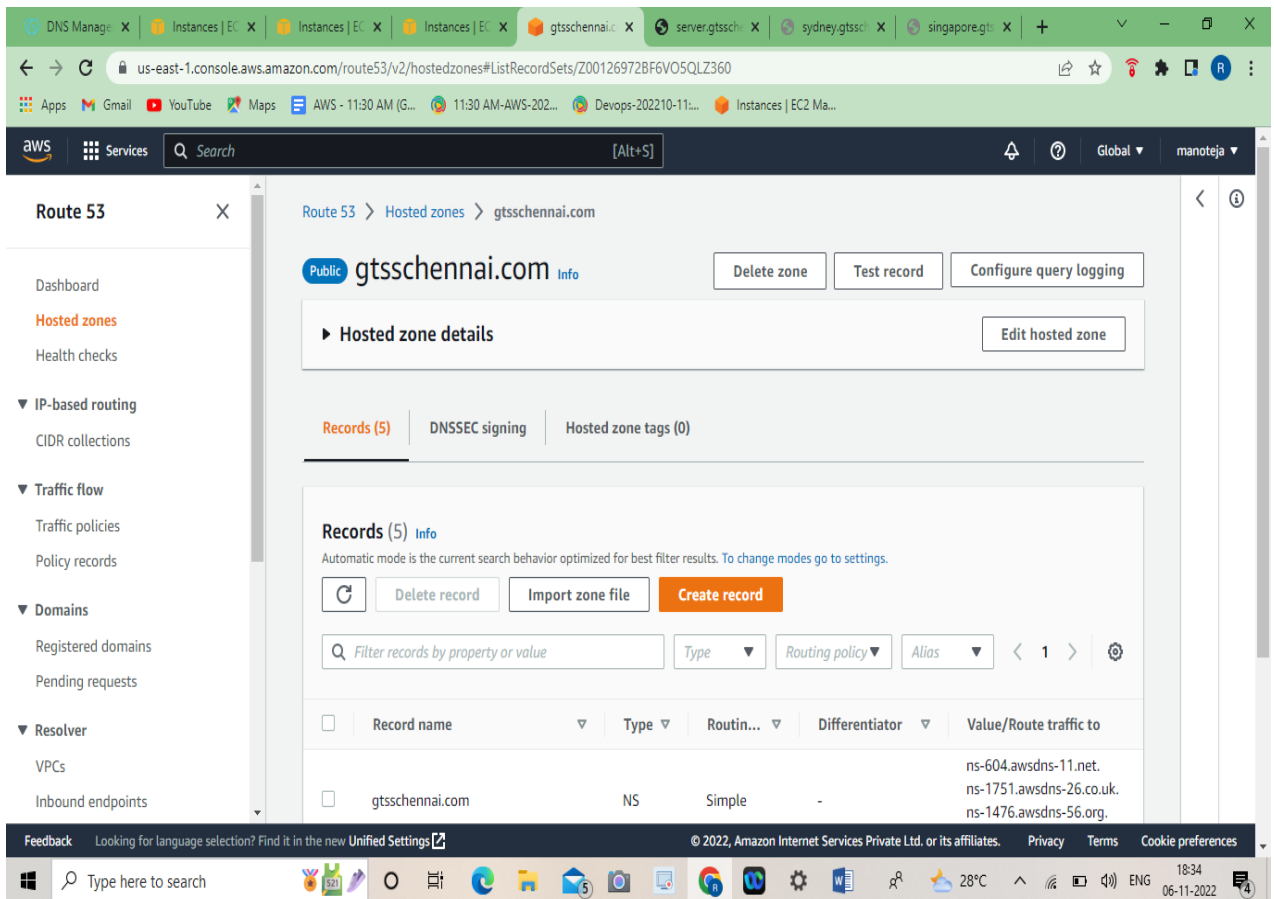 DNS Manage
Instances | EC
Instances | EC
Instances | EC
gtsschennai.c
server.gtssche
sydney.gtssch
singapore.gts
us-east-1.console.aws.amazon.com/route53/v2/hostedzones#ListRecordSets/Z00126972BF6VO5QLZ360
R
Apps
Gmail
YouTube
Maps
AWS - 11:30 AM (G...
11:30 AM-AWS-202...
Devops-202210-11:...
Instances | EC2 Ma...
aws
Services
Search
[Alt+S]
Global
manoteja
Route 53
Dashboard
Hosted zones
Health checks
IP-based routing
CIDR collections
Traffic flow
Traffic policies
Policy records
Domains
Registered domains
Pending requests
Resolver
VPCs
Inbound endpoints
Route 53 > Hosted zones > gtsschennai.com
Public gtsschennai.com Info
Delete zone
Test record
Configure query logging
Hosted zone details
Edit hosted zone
Records (5)
DNSSEC signing
Hosted zone tags (0)
Records (5) Info
Automatic mode is the current search behavior optimized for best filter results. To change modes go to settings.
Delete record
Import zone file
Create record
Filter records by property or value
Type
Routing policy
Alias
1
Record name
Type
Routin...
Differentiator
Value/Route traffic to
gtsschennai.com
NS
Simple
-
ns-604.awsdns-11.net.
ns-1751.awsdns-26.co.uk.
ns-1476.awsdns-56.org.
Feedback
Looking for language selection? Find it in the new Unified Settings
© 2022, Amazon Internet Services Private Ltd. or its affiliates.
Privacy
Terms
Cookie preferences
Type here to search
521
5
R
W
28°C
ENG
18:34
06-11-2022
4